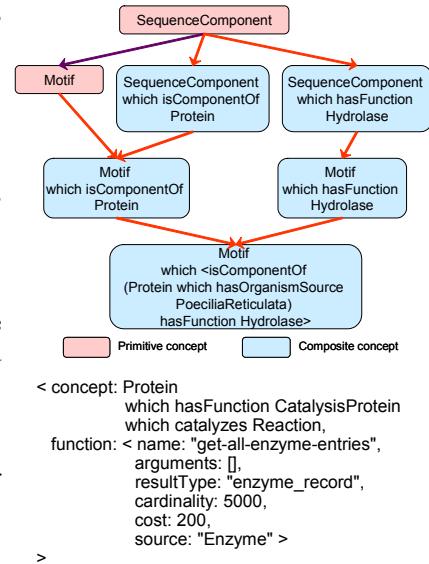 SequenceComponent
Motif
SequenceComponent
which isComponentOf
Protein
SequenceComponent
which hasFunction
Hydrolase
Motif
which isComponentOf
Protein
Motif
which hasFunction
Hydrolase
Motif
which <isComponentOf
(Protein which hasOrganismSource
PoeciliaReticulata)
hasFunction Hydrolase>
Primitive concept
Composite concept
< concept: Protein
which hasFunction CatalysisProtein
which catalyzes Reaction,
function: < name: "get-all-enzyme-entries",
arguments: [],
resultType: "enzyme_record",
cardinality: 5000,
cost: 200,
source: "Enzyme" >
>